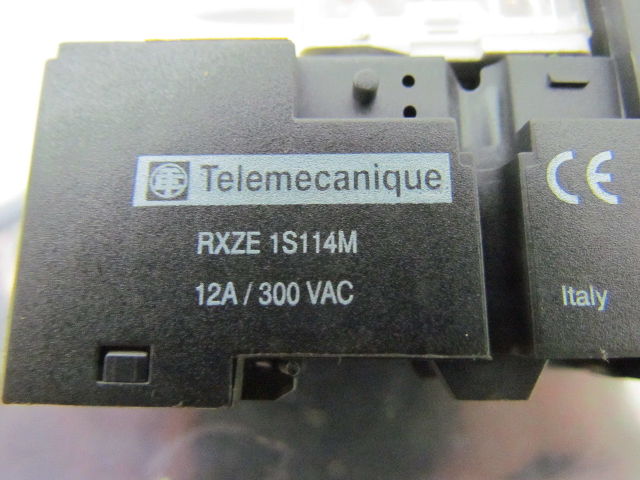 Telemecanique
RXZE 1S114M
12A / 300 VAC
CE
Italy